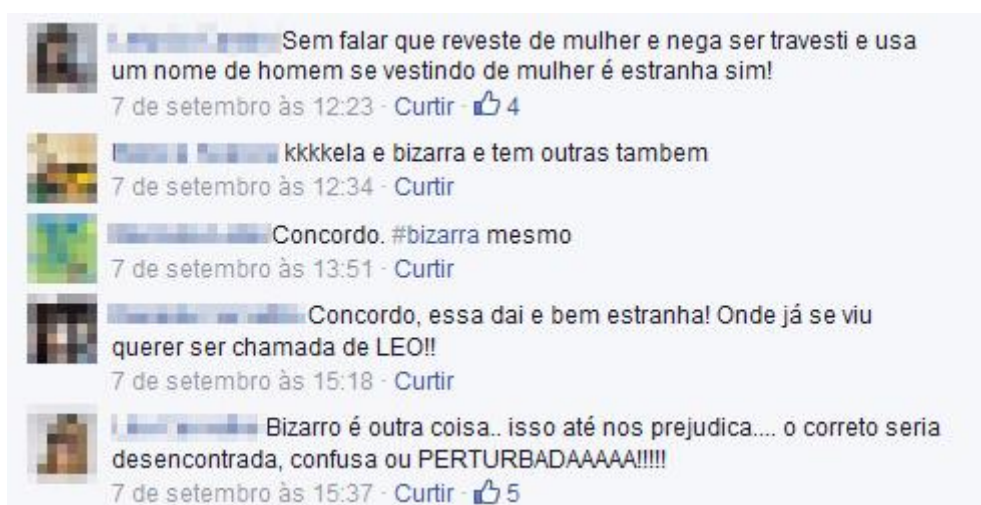 Sem falar que reveste de mulher e nega ser travesti e usa
um nome de homem se vestindo de mulher é estranha sim!
7 de setembro às 12:23 · Curtir · 4
kkkkela e bizarra e tem outras tambem
7 de setembro às 12:34 · Curtir
Concordo. #bizarra mesmo
7 de setembro às 13:51 · Curtir
Concordo, essa dai e bem estranha! Onde já se viu
querer ser chamada de LEO!!
7 de setembro às 15:18 · Curtir
Bizarro é outra coisa.. isso até nos prejudica.... o correto seria
desencontrada, confusa ou PERTURBADAAAAA!!!!!
7 de setembro às 15:37 · Curtir · 5